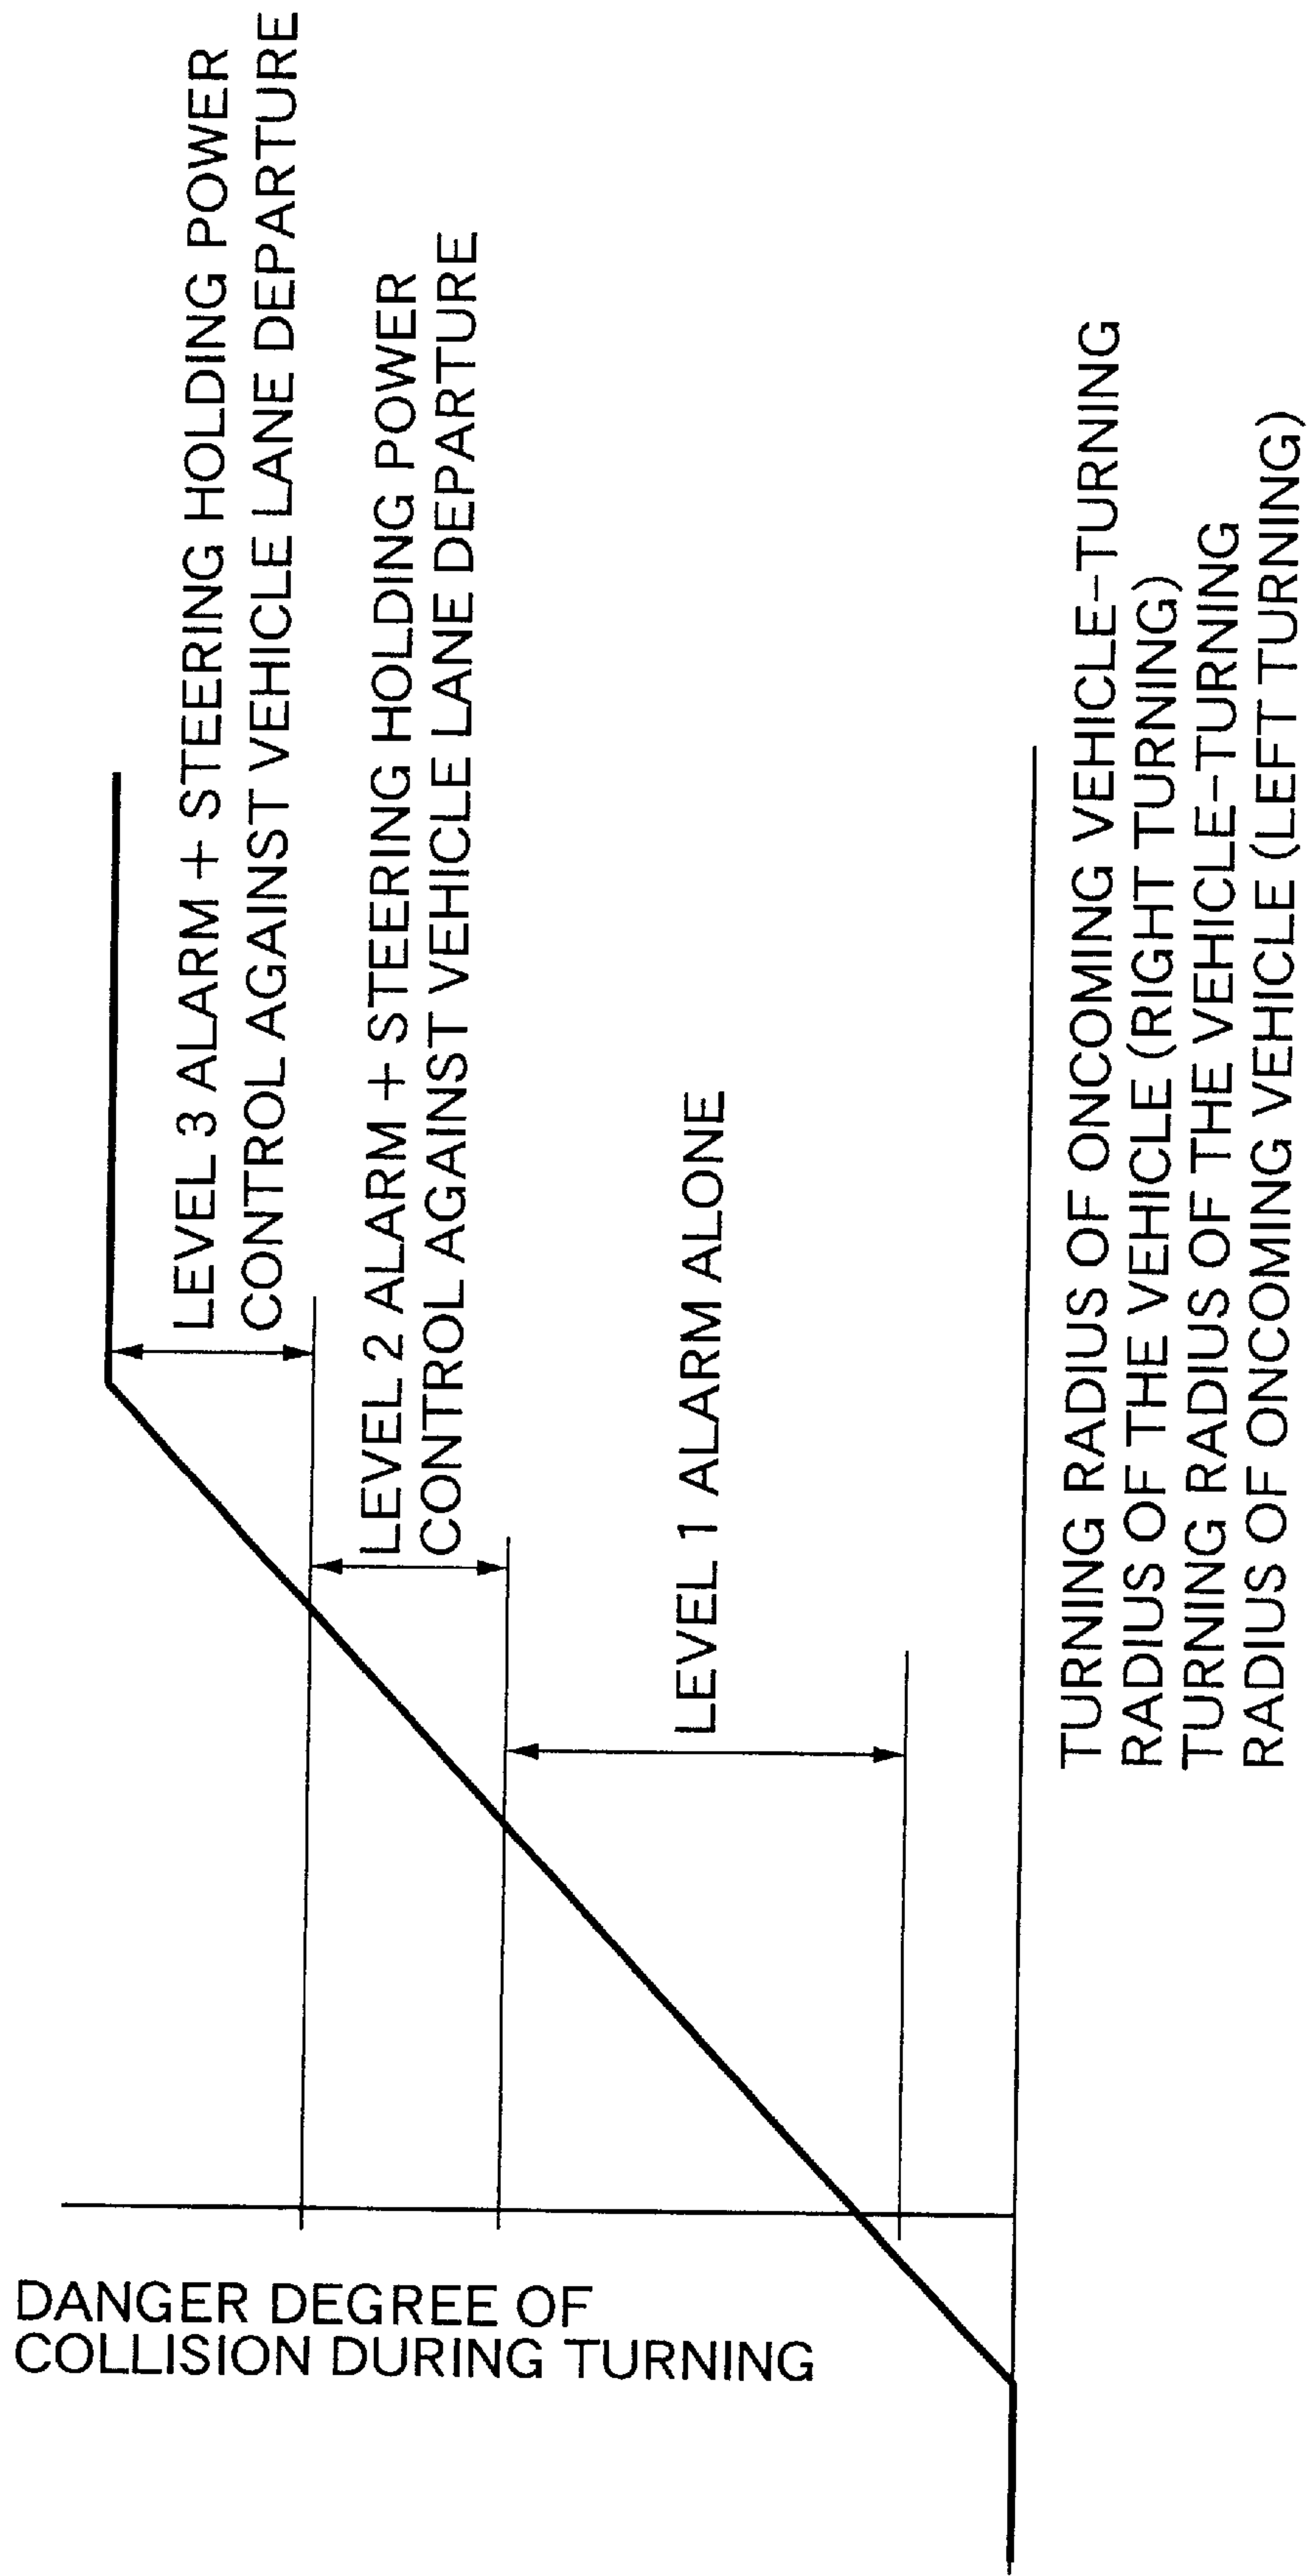 DANGER DEGREE OF
COLLISION DURING TURNING
LEVEL 3 ALARM + STEERING HOLDING POWER
CONTROL AGAINST VEHICLE LANE DEPARTURE
LEVEL 2 ALARM + STEERING HOLDING POWER
CONTROL AGAINST VEHICLE LANE DEPARTURE
LEVEL 1 ALARM ALONE
TURNING RADIUS OF ONCOMING VEHICLE-TURNING
RADIUS OF THE VEHICLE (RIGHT TURNING)
TURNING RADIUS OF THE VEHICLE-TURNING
RADIUS OF ONCOMING VEHICLE (LEFT TURNING)